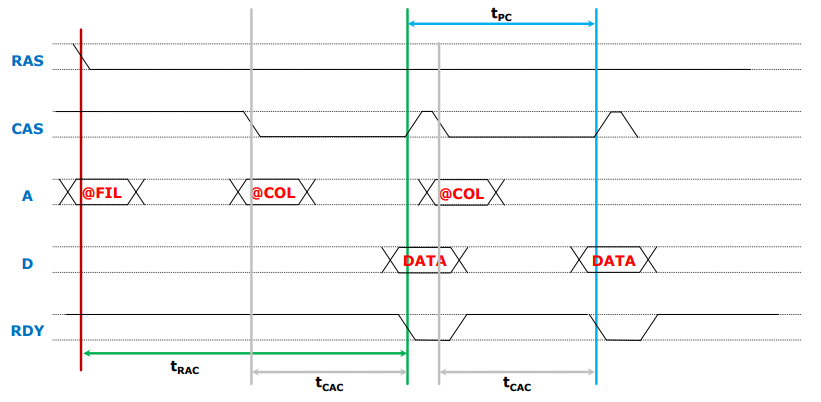 tPC
RAS
CAS
A @FIL @COL @COL
D DATA DATA
RDY
tRAC
tCAC tCAC